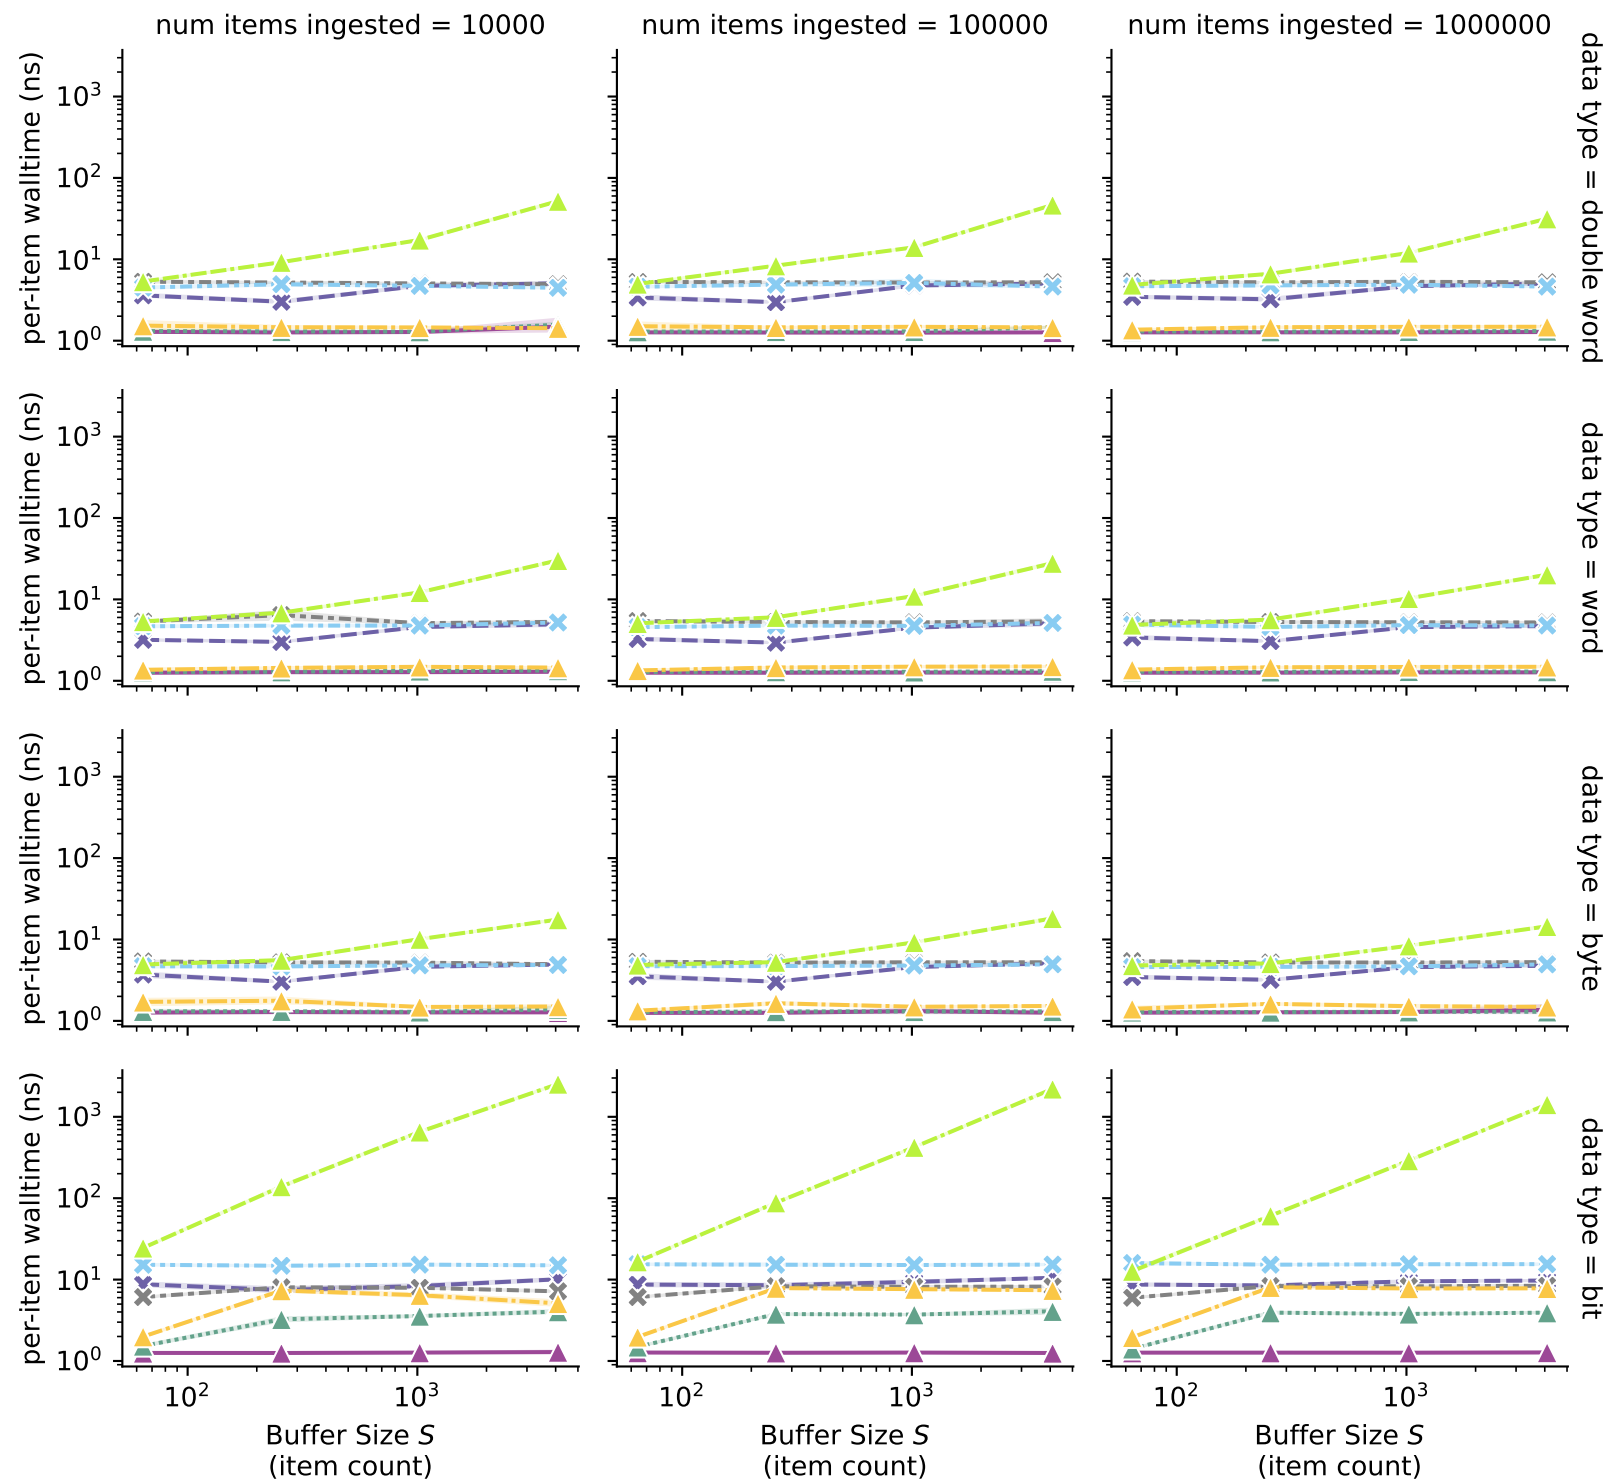 num items ingested = 10000
num items ingested = 100000
num items ingested = 1000000
per-item walltime (ns)
10³
10²
10¹
10⁰
data type = double word
per-item walltime (ns)
10³
10²
10¹
10⁰
data type = word
per-item walltime (ns)
10³
10²
10¹
10⁰
data type = byte
per-item walltime (ns)
10³
10²
10¹
10⁰
data type = bit
10²
10³
10²
10³
10²
10³
Buffer Size S
(item count)
Buffer Size S
(item count)
Buffer Size S
(item count)